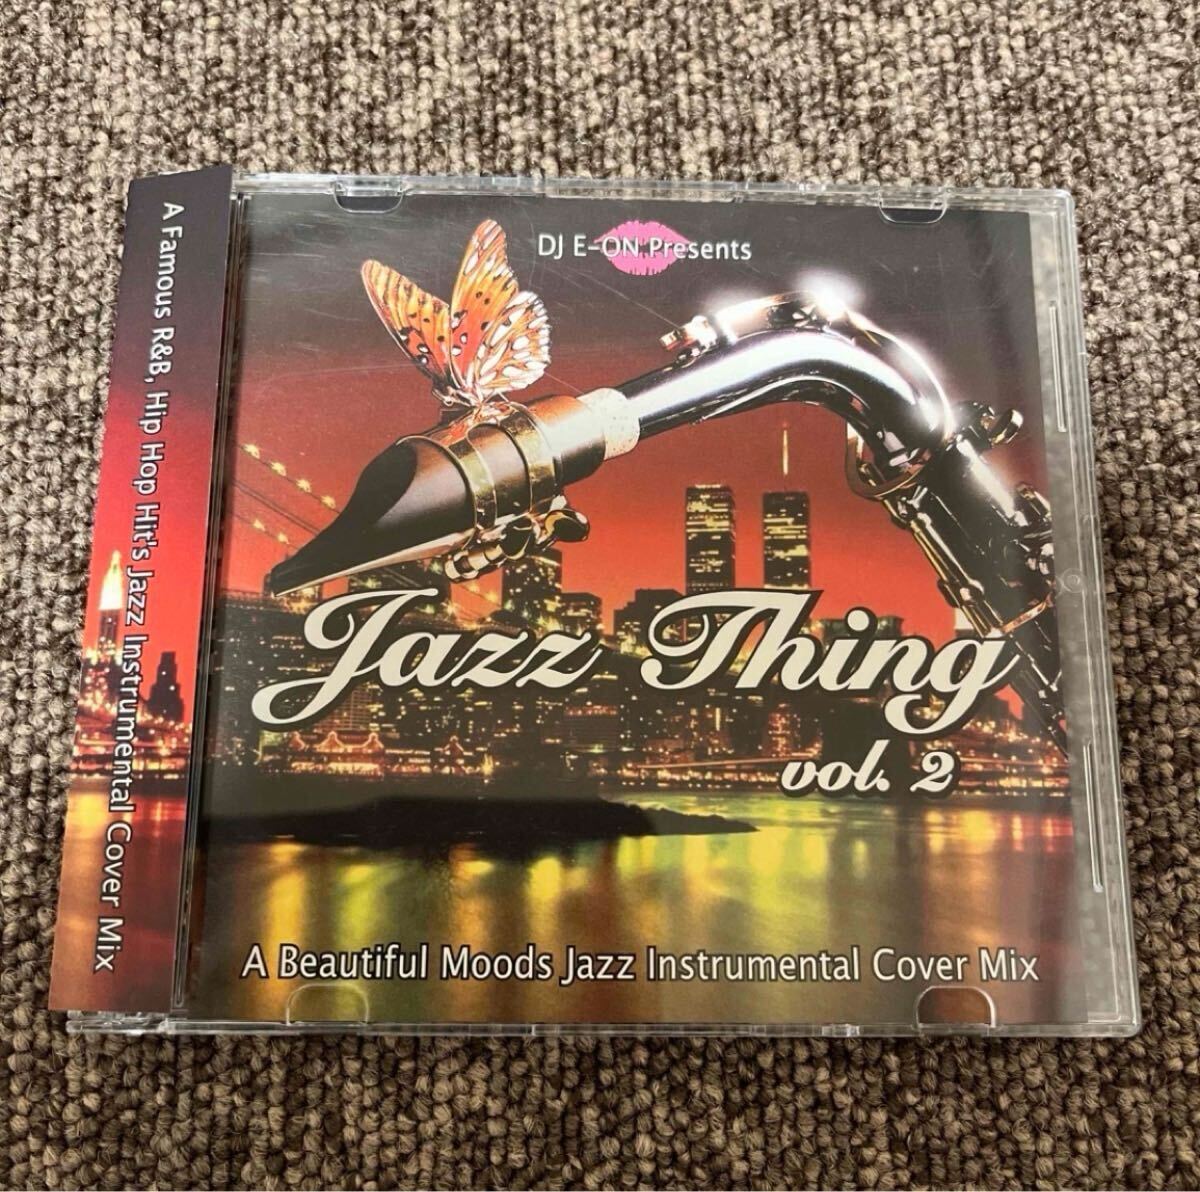 DJ E-ON Presents
Jazz Thing
vol. 2
A Beautiful Moods Jazz Instrumental Cover Mix
A Famous R&B, Hip Hop Hit's Jazz Instrumental Cover Mix